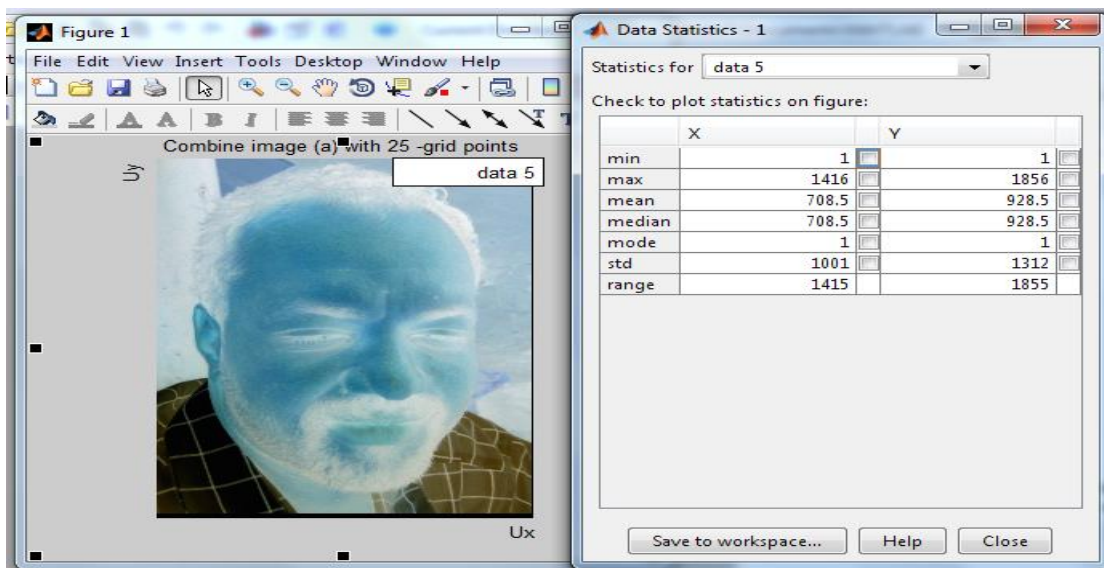 Figure 1
File Edit View Insert Tools Desktop Window Help
Combine image (a) with 25 -grid points
data 5
Uy
Ux
Data Statistics - 1
Statistics for data 5
Check to plot statistics on figure:
X Y
min 1 1
max 1416 1856
mean 708.5 928.5
median 708.5 928.5
mode 1 1
std 1001 1312
range 1415 1855
Save to workspace... Help Close